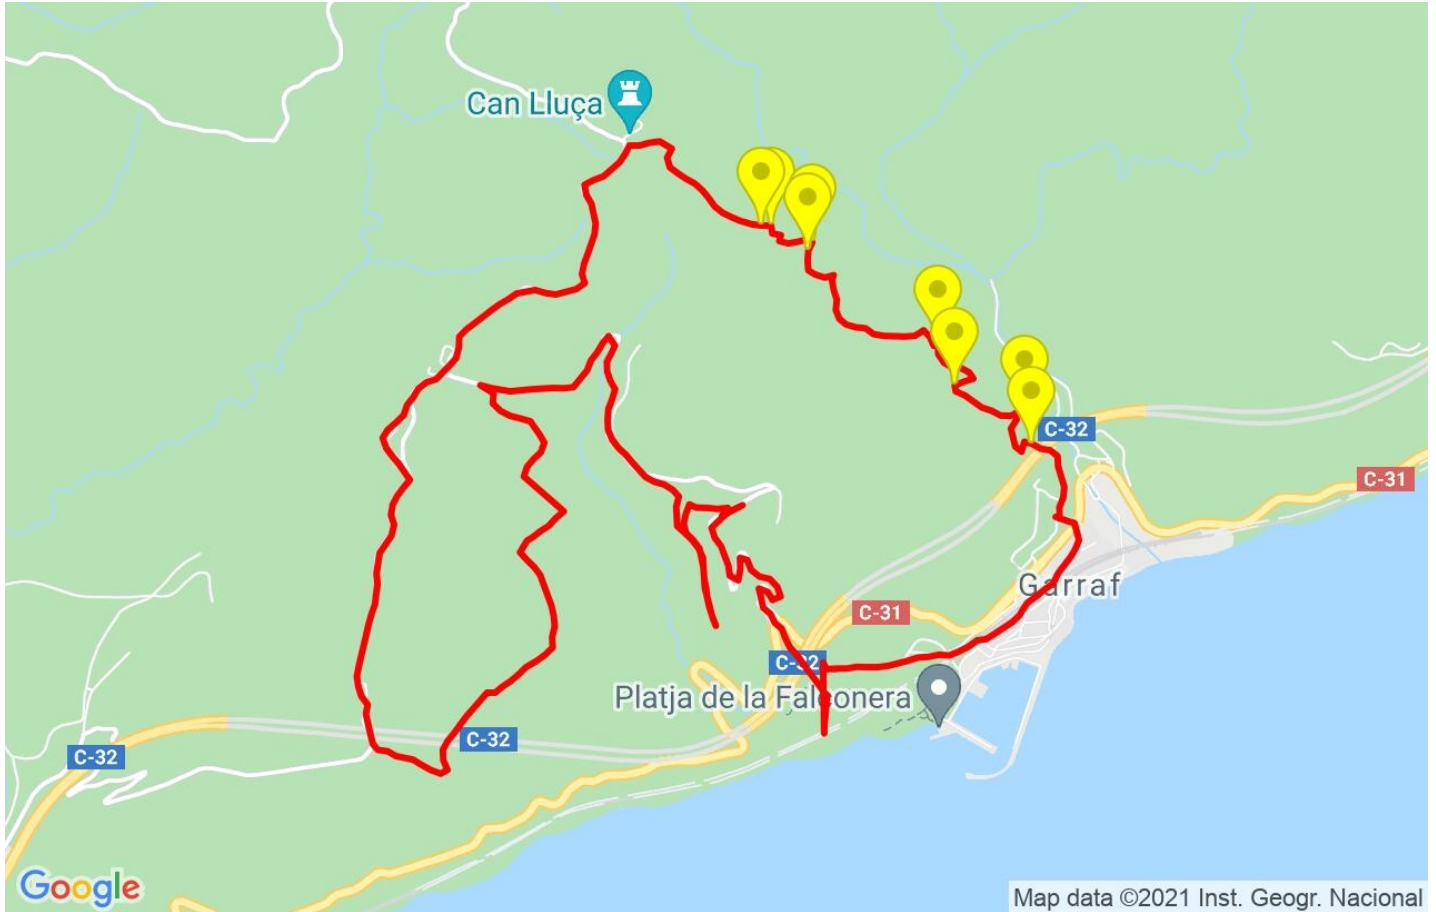 Can Lluça
C-32
C-31
Garraf
C-31
C-32
Platja de la Falconera
C-32
C-32
Google
Map data ©2021 Inst. Geogr. Nacional